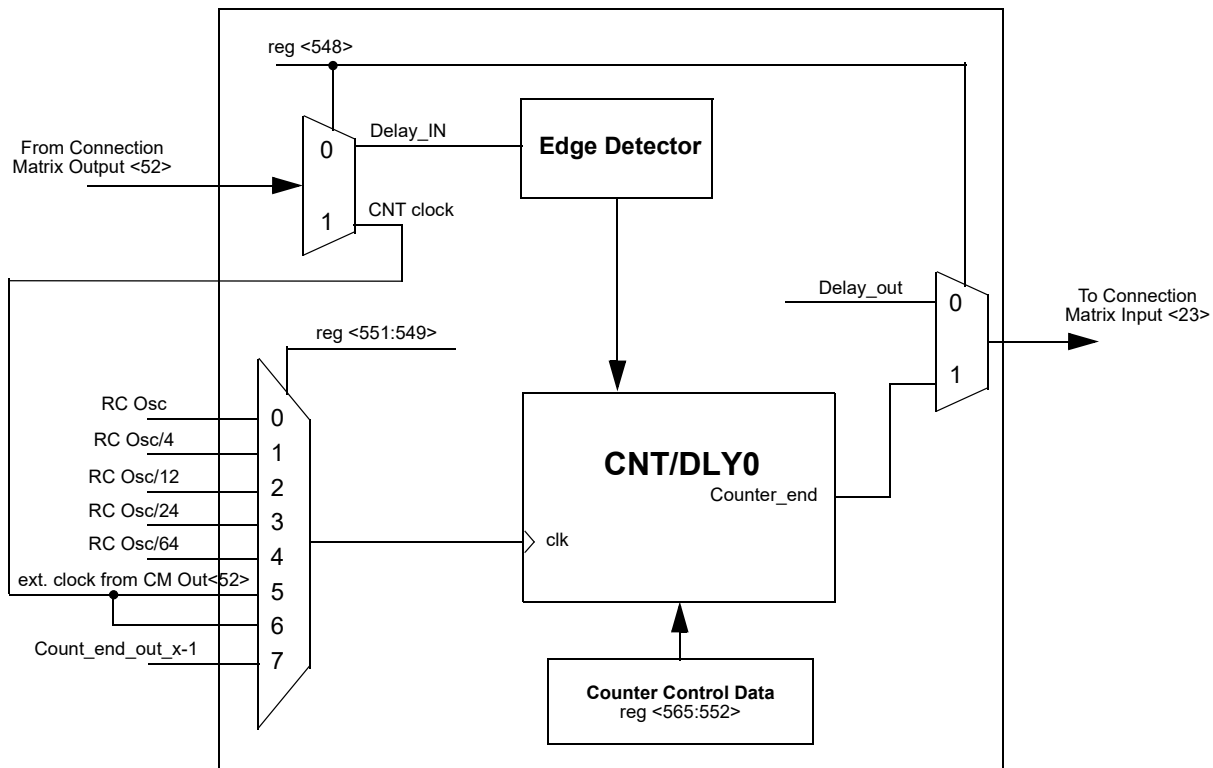 reg <548>
From Connection
Matrix Output <52>
0
1
Delay_IN
CNT clock
Edge Detector
Delay_out
0
1
To Connection
Matrix Input <23>
reg <551:549>
RC Osc
RC Osc/4
RC Osc/12
RC Osc/24
RC Osc/64
ext. clock from CM Out<52>
Count_end_out_x-1
0
1
2
3
4
5
6
7
CNT/DLY0
Counter_end
clk
Counter Control Data
reg <565:552>